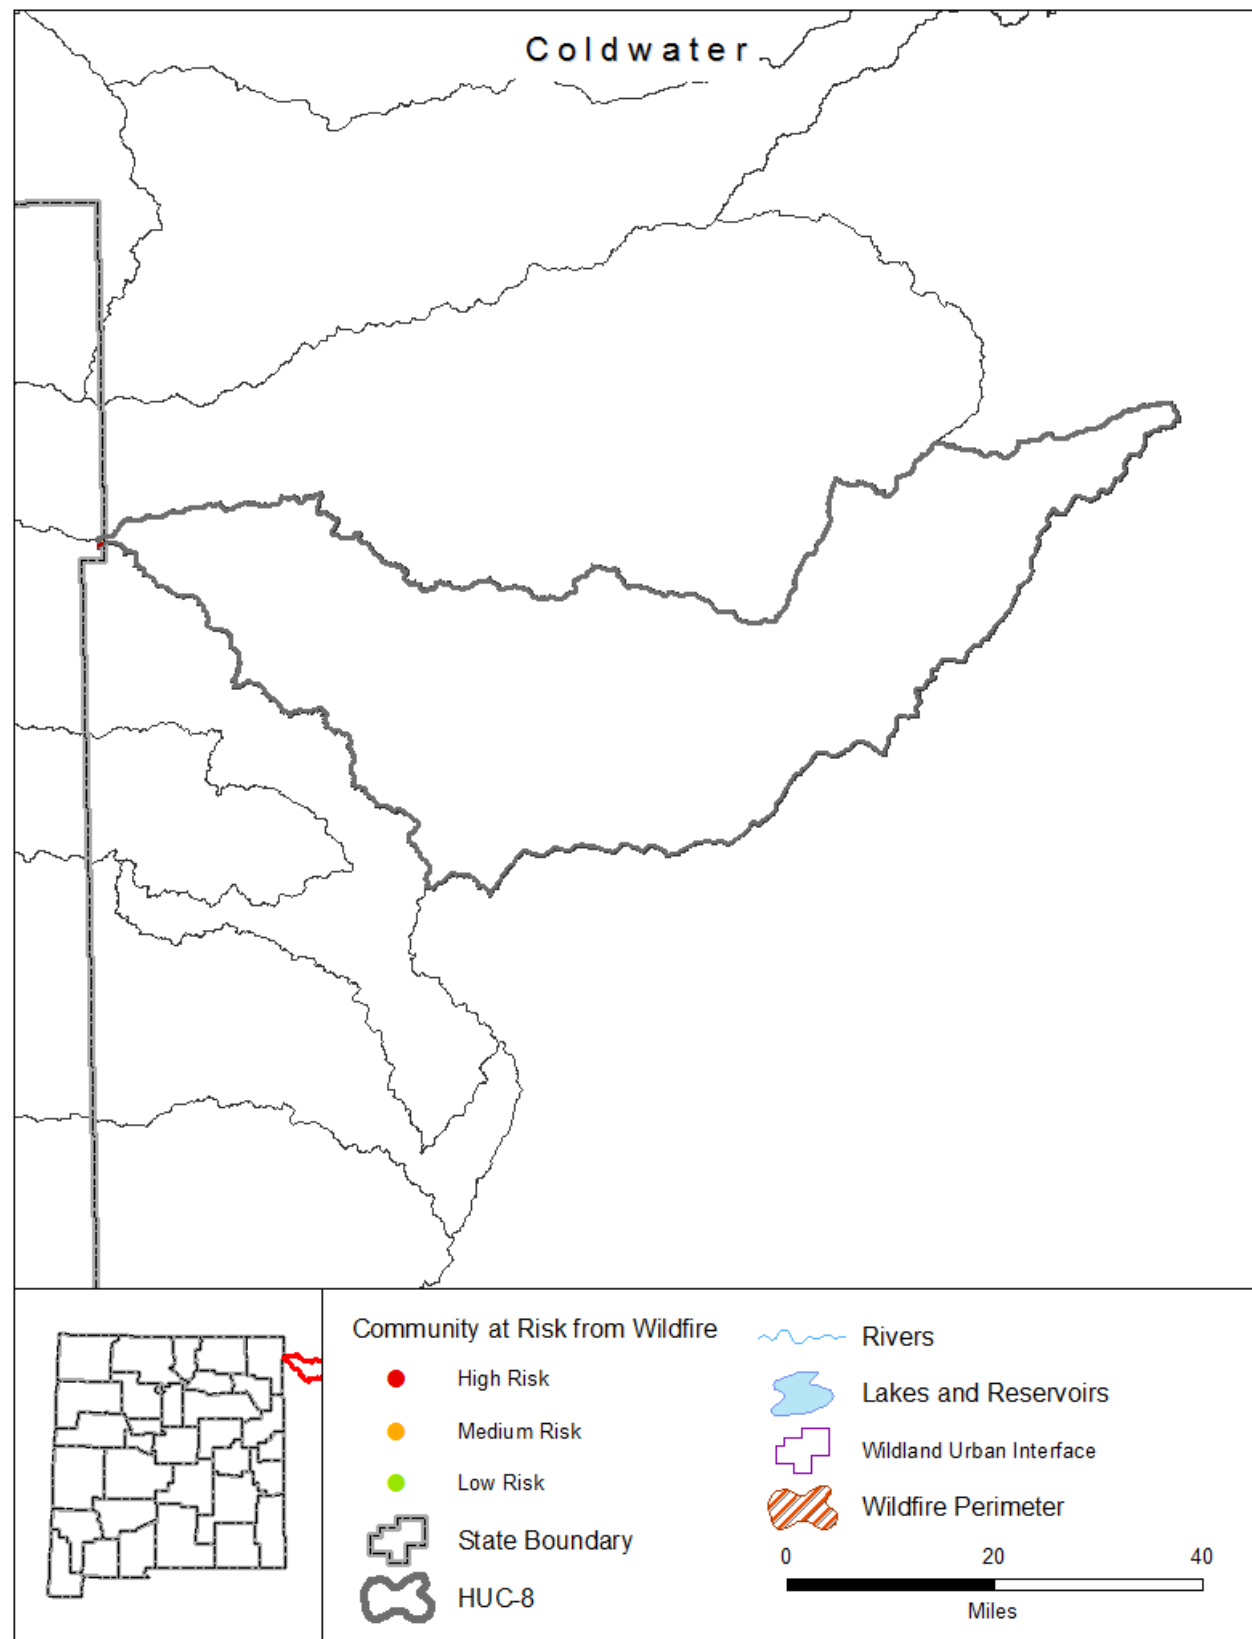 Coldwater
Community at Risk from Wildfire
High Risk
Medium Risk
Low Risk
State Boundary
HUC-8
Rivers
Lakes and Reservoirs
Wildland Urban Interface
Wildfire Perimeter
0 20 40
Miles